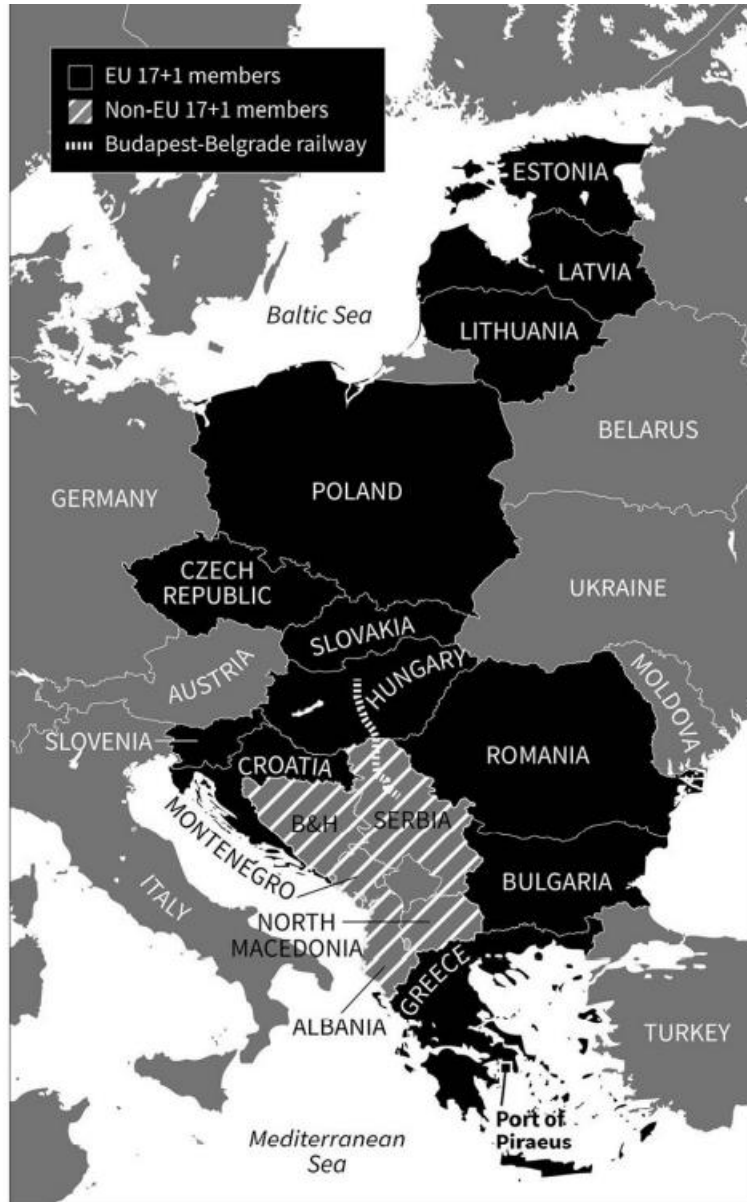 EU 17+1 members
Non-EU 17+1 members
Budapest-Belgrade railway
ESTONIA
LATVIA
Baltic Sea
LITHUANIA
BELARUS
GERMANY
POLAND
CZECH
REPUBLIC
UKRAINE
SLOVAKIA
AUSTRIA
HUNGARY
MOLDOVA
SLOVENIA
ROMANIA
CROATIA
B&H
SERBIA
MONTENEGRO
ITALY
BULGARIA
NORTH
MACEDONIA
GREECE
ALBANIA
TURKEY
Port of
Piraeus
Mediterranean
Sea